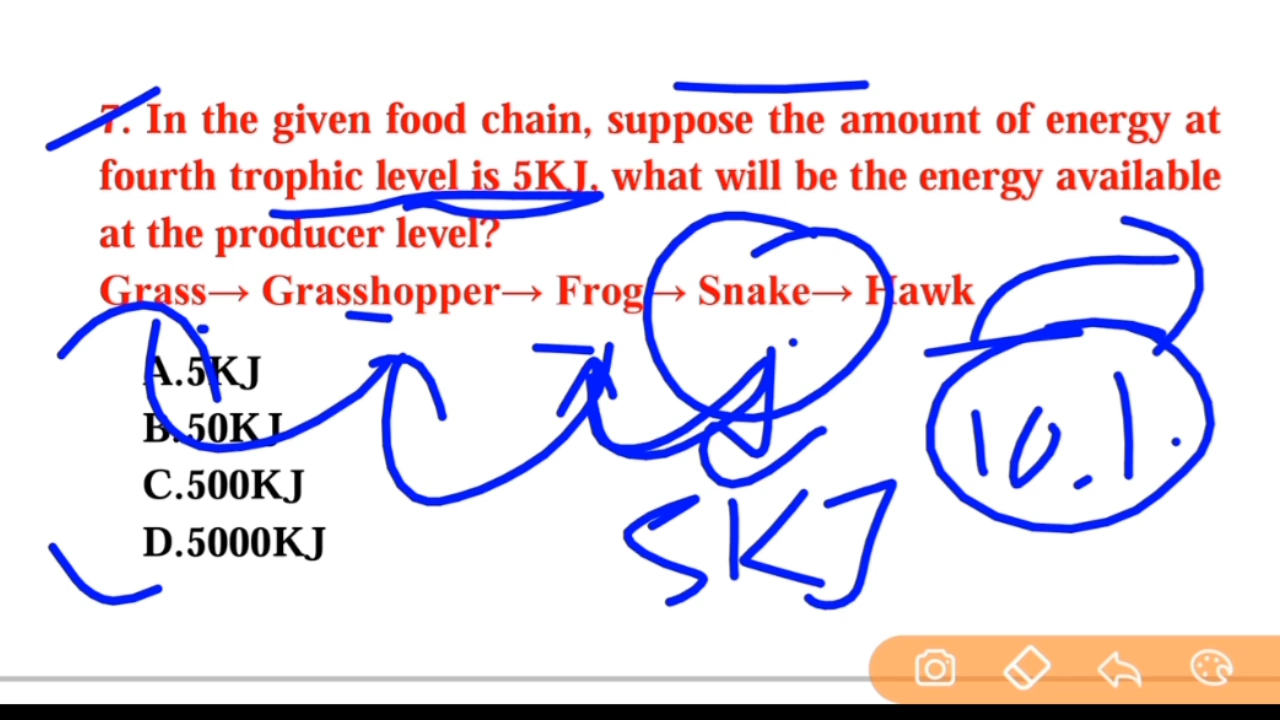 7. In the given food chain, suppose the amount of energy at
fourth trophic level is 5KJ. what will be the energy available
at the producer level?
Grass→ Grasshopper→ Frog→ Snake→ Hawk
A.5KJ
B.50KJ
C.500KJ
D.5000KJ
10.1.
5KJ